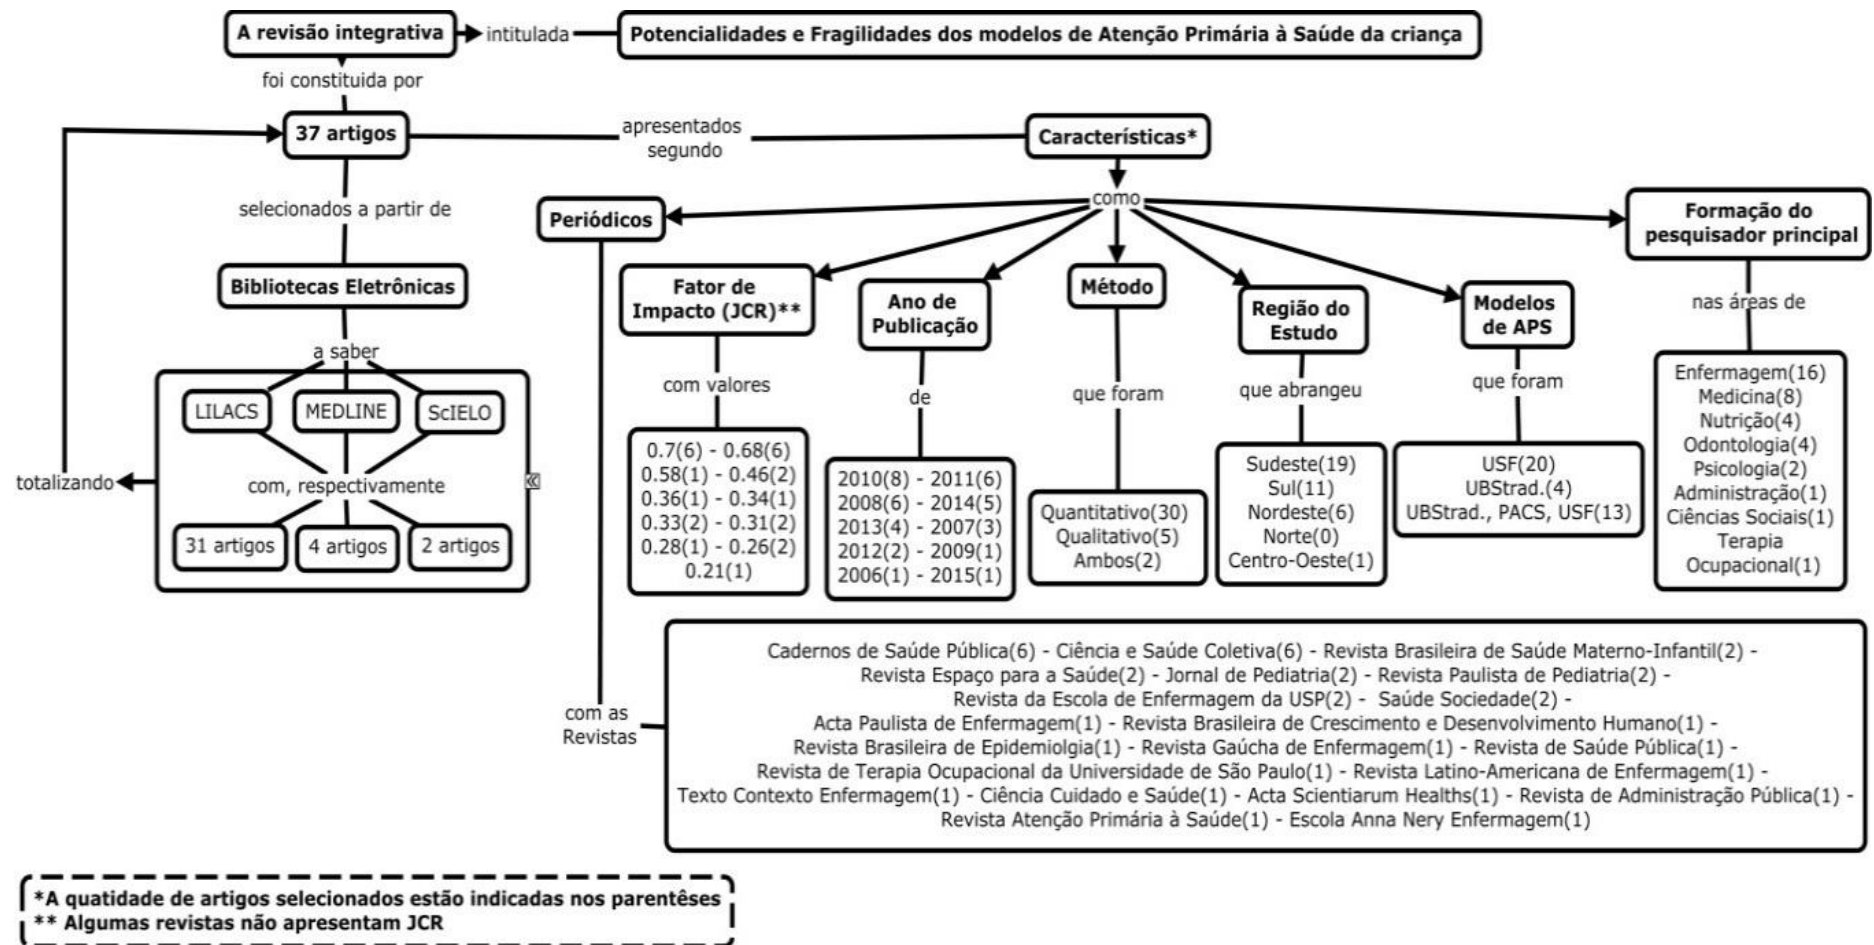 A revisão integrativa
intitulada
Potencialidades e Fragilidades dos modelos de Atenção Primária à Saúde da criança
foi constituida por
37 artigos
apresentados
segundo
Características*
selecionados a partir de
como
Periódicos
Formação do
pesquisador principal
Bibliotecas Eletrônicas
Fator de
Impacto (JCR)**
Ano de
Publicação
Método
Região do
Estudo
Modelos
de APS
nas áreas de
a saber
com valores
de
que foram
que abrangeu
que foram
LILACS
MEDLINE
ScIELO
totalizando
com, respectivamente
31 artigos
4 artigos
2 artigos
0.7(6) - 0.68(6)
0.58(1) - 0.46(2)
0.36(1) - 0.34(1)
0.33(2) - 0.31(2)
0.28(1) - 0.26(2)
0.21(1)
2010(8) - 2011(6)
2008(6) - 2014(5)
2013(4) - 2007(3)
2012(2) - 2009(1)
2006(1) - 2015(1)
Quantitativo(30)
Qualitativo(5)
Ambos(2)
Sudeste(19)
Sul(11)
Nordeste(6)
Norte(0)
Centro-Oeste(1)
USF(20)
UBStrad.(4)
UBStrad., PACS, USF(13)
Enfermagem(16)
Medicina(8)
Nutrição(4)
Odontologia(4)
Psicologia(2)
Administração(1)
Ciências Sociais(1)
Terapia
Ocupacional(1)
com as
Revistas
Cadernos de Saúde Pública(6) - Ciência e Saúde Coletiva(6) - Revista Brasileira de Saúde Materno-Infantil(2) -
Revista Espaço para a Saúde(2) - Jornal de Pediatria(2) - Revista Paulista de Pediatria(2) -
Revista da Escola de Enfermagem da USP(2) - Saúde Sociedade(2) -
Acta Paulista de Enfermagem(1) - Revista Brasileira de Crescimento e Desenvolvimento Humano(1) -
Revista Brasileira de Epidemiolgia(1) - Revista Gaúcha de Enfermagem(1) - Revista de Saúde Pública(1) -
Revista de Terapia Ocupacional da Universidade de São Paulo(1) - Revista Latino-Americana de Enfermagem(1) -
Texto Contexto Enfermagem(1) - Ciência Cuidado e Saúde(1) - Acta Scientiarum Healths(1) - Revista de Administração Pública(1) -
Revista Atenção Primária à Saúde(1) - Escola Anna Nery Enfermagem(1)
*A quatidade de artigos selecionados estão indicadas nos parentêses
** Algumas revistas não apresentam JCR